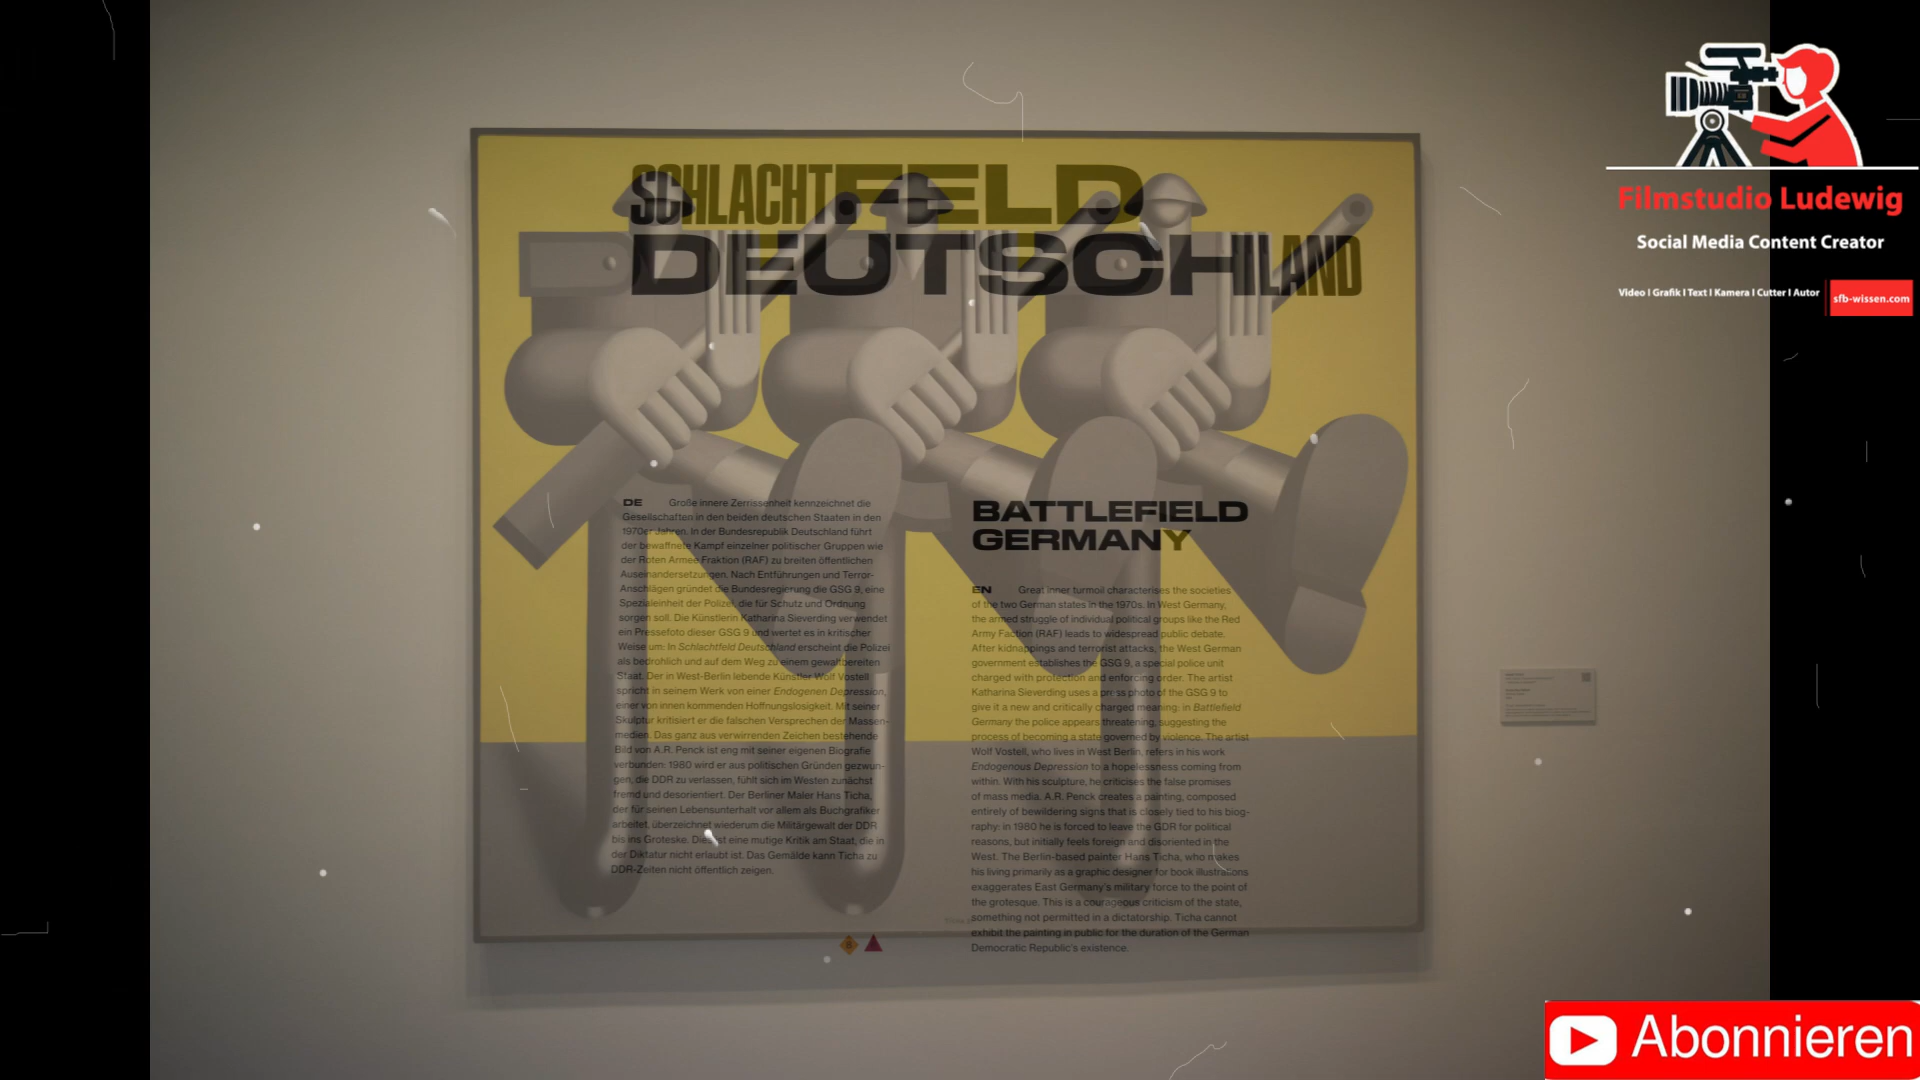 SCHLACHTFELD
DEUTSCHLAND
DE Große innere Zerrissenheit kennzeichnet die
Gesellschaften in den beiden deutschen Staaten in den
1970er-Jahren. In der Bundesrepublik Deutschland führt
der bewaffnete Kampf einzelner politischer Gruppen wie
der Roten Armee Fraktion (RAF) zu breiten öffentlichen
Auseinandersetzungen. Nach Entführungen und Terror-
Anschlägen gründet die Bundesregierung die GSG 9, eine
Spezialeinheit der Polizei, die für Schutz und Ordnung
sorgen soll. Die Künstlerin Katharina Sieverding verwendet
ein Pressefoto dieser GSG 9 und wertet es in kritischer
Weise um: In Schlachtfeld Deutschland erscheint die Polizei
als bedrohlich und auf dem Weg zu einem gewaltbereiten
Staat. Der in West-Berlin lebende Künstler Wolf Vostell
spricht in seinem Werk von einer Endogenen Depression,
einer von innen kommenden Hoffnungslosigkeit. Mit seiner
Skulptur kritisiert er die falschen Versprechen der Massen-
medien. Das ganz aus verwirrenden Zeichen bestehende
Bild von A.R. Penck ist eng mit seiner eigenen Biografie
verbunden: 1980 wird er aus politischen Gründen gezwun-
gen, die DDR zu verlassen, fühlt sich im Westen zunächst
fremd und desorientiert. Der Berliner Maler Hans Ticha,
der für seinen Lebensunterhalt vor allem als Buchgrafiker
arbeitet, überzeichnet wiederum die Militärgewalt der DDR
bis ins Groteske. Dies ist eine mutige Kritik am Staat, die in
der Diktatur nicht erlaubt ist. Das Gemälde kann Ticha zu
DDR-Zeiten nicht öffentlich zeigen.
BATTLEFIELD
GERMANY
EN Great inner turmoil characterises the societies
of the two German states in the 1970s. In West Germany,
the armed struggle of individual political groups like the Red
Army Faction (RAF) leads to widespread public debate.
After kidnappings and terrorist attacks, the West German
government establishes the GSG 9, a special police unit
charged with protection and enforcing order. The artist
Katharina Sieverding uses a press photo of the GSG 9 to
give it a new and critically charged meaning: in Battlefield
Germany the police appears threatening, suggesting the
process of becoming a state governed by violence. The artist
Wolf Vostell, who lives in West Berlin, refers in his work
Endogenous Depression to a hopelessness coming from
within. With his sculpture, he criticises the false promises
of mass media. A.R. Penck creates a painting, composed
entirely of bewildering signs that is closely tied to his biog-
raphy: in 1980 he is forced to leave the GDR for political
reasons, but initially feels foreign and disoriented in the
West. The Berlin-based painter Hans Ticha, who makes
his living primarily as a graphic designer for book illustrations
exaggerates East Germany's military force to the point of
the grotesque. This is a courageous criticism of the state,
something not permitted in a dictatorship. Ticha cannot
exhibit the painting in public for the duration of the German
Democratic Republic's existence.
8
Filmstudio Ludewig
Social Media Content Creator
Video I Grafik I Text I Kamera I Cutter I Autor
sfb-wissen.com
Abonnieren